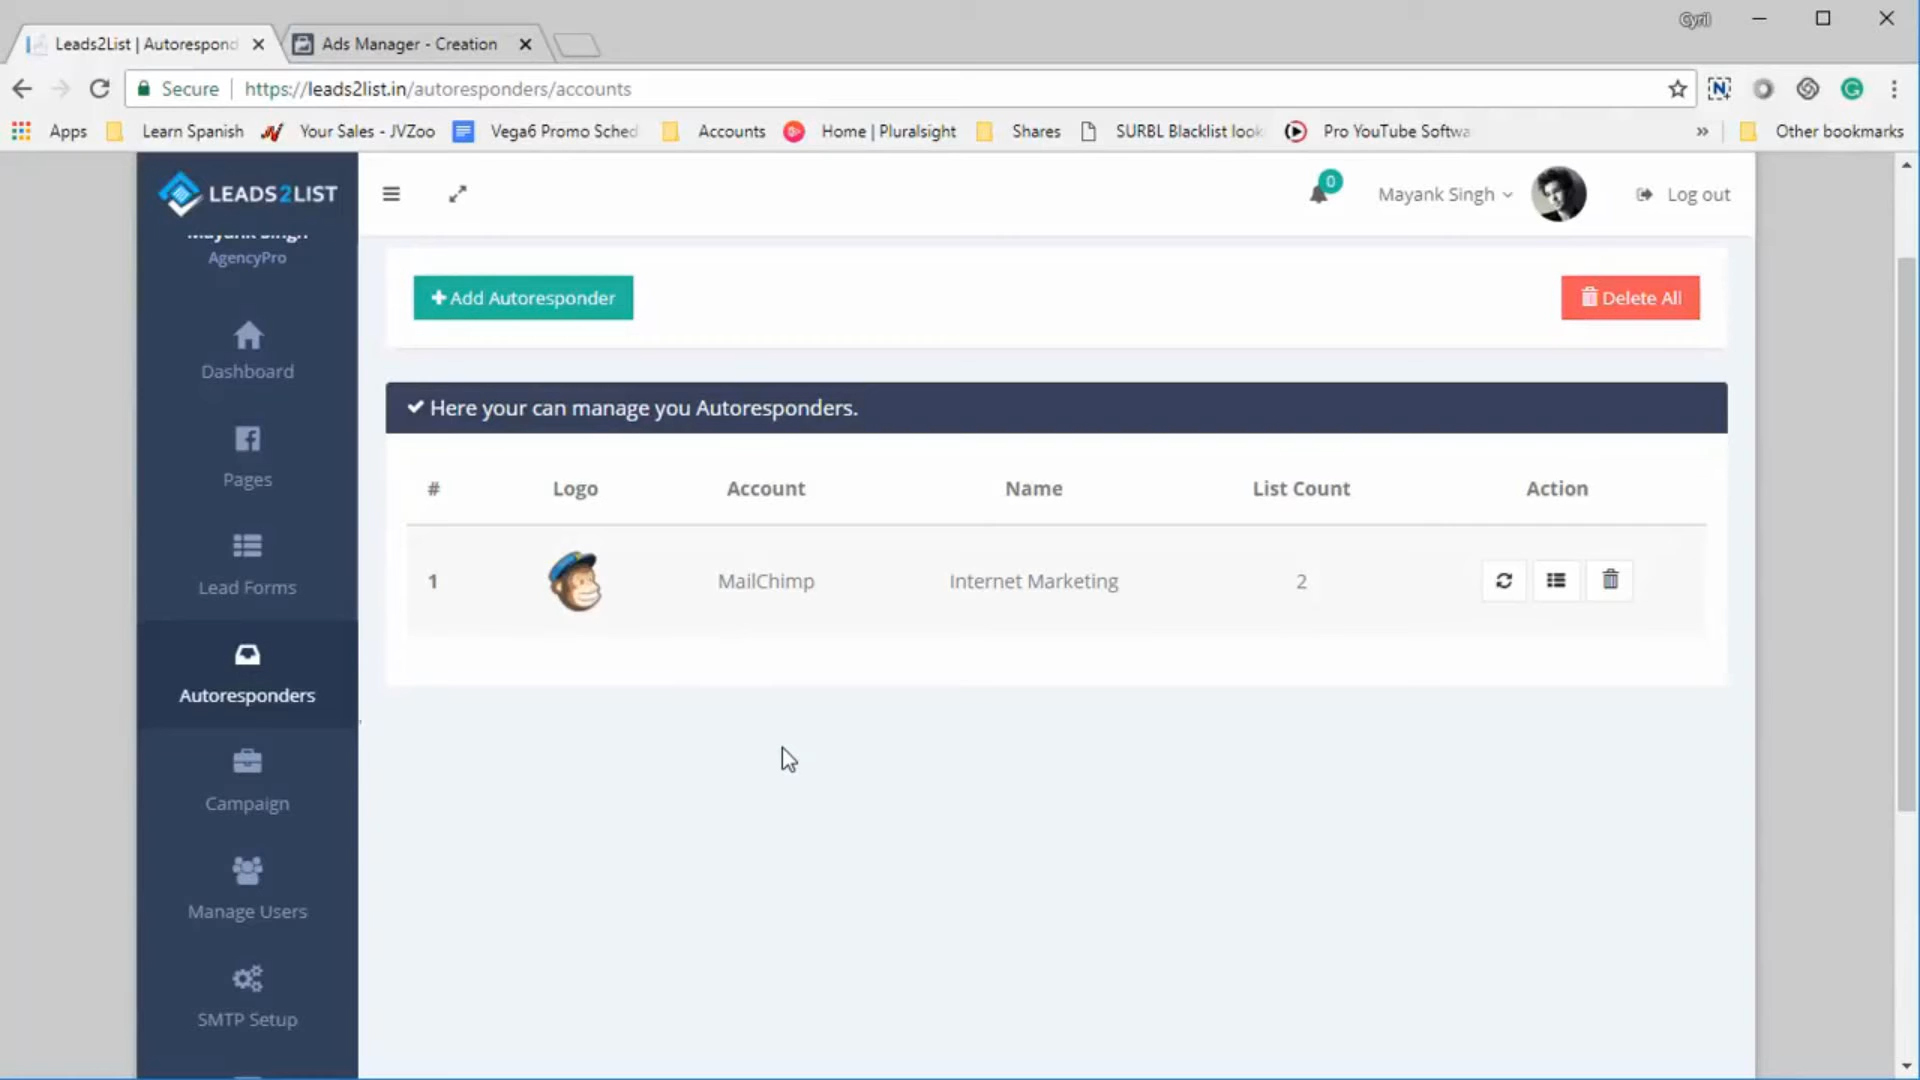 Cyril
Leads2List | Autorespond
Ads Manager - Creation
Secure
https://leads2list.in/autoresponders/accounts
Apps
Learn Spanish
Your Sales - JVZoo
Vega6 Promo Sched
Accounts
Home | Pluralsight
Shares
SURBL Blacklist look
Pro YouTube Softwa
»
Other bookmarks
LEADS2LIST
0
Mayank Singh
Log out
Mayank Singh
AgencyPro
Add Autoresponder
Delete All
Dashboard
Here your can manage you Autoresponders.
Pages
# Logo Account Name List Count Action
Lead Forms
1 MailChimp Internet Marketing 2
Autoresponders
Campaign
Manage Users
SMTP Setup